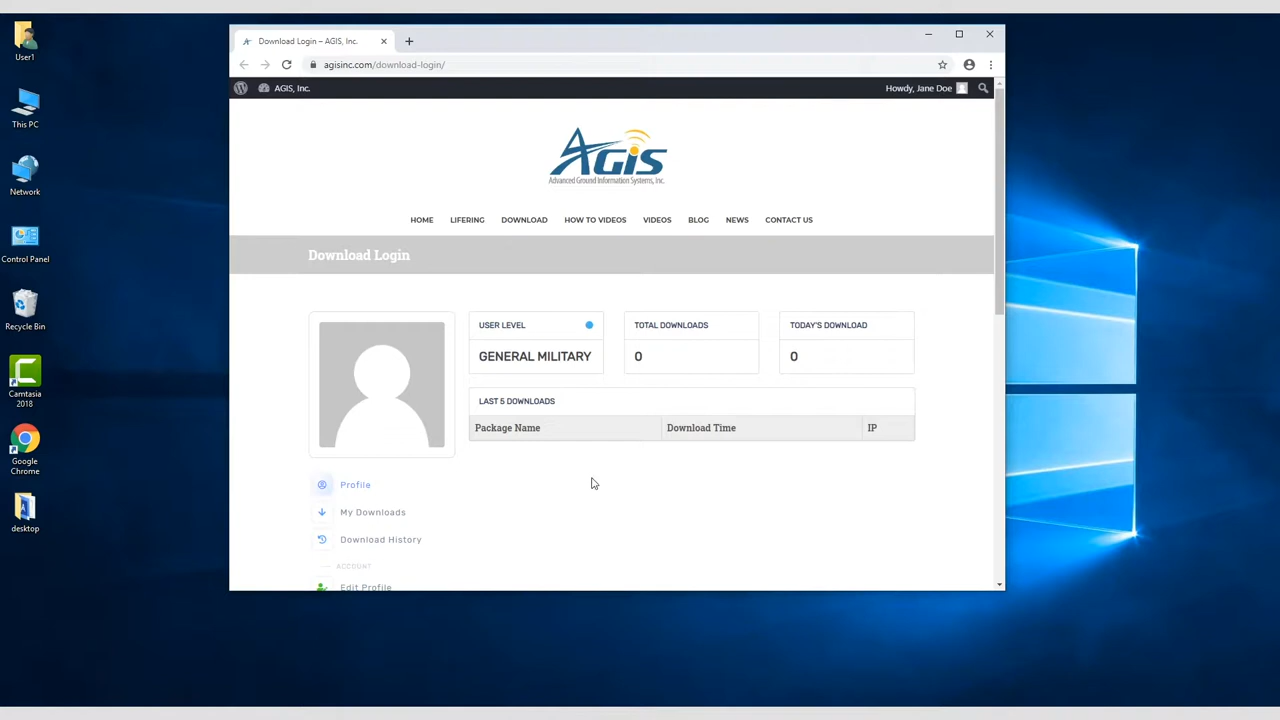 User1
This PC
Network
Control Panel
Recycle Bin
Camtasia
2018
Google
Chrome
desktop
Download Login – AGIS, Inc.
agisinc.com/download-login/
AGIS, Inc.
Howdy, Jane Doe
AGIS
Advanced Ground Information Systems, Inc.
HOME LIFERING DOWNLOAD HOW TO VIDEOS VIDEOS BLOG NEWS CONTACT US
Download Login
USER LEVEL
GENERAL MILITARY
TOTAL DOWNLOADS
0
TODAY'S DOWNLOAD
0
LAST 5 DOWNLOADS
Package Name Download Time IP
Profile
My Downloads
Download History
ACCOUNT
Edit Profile